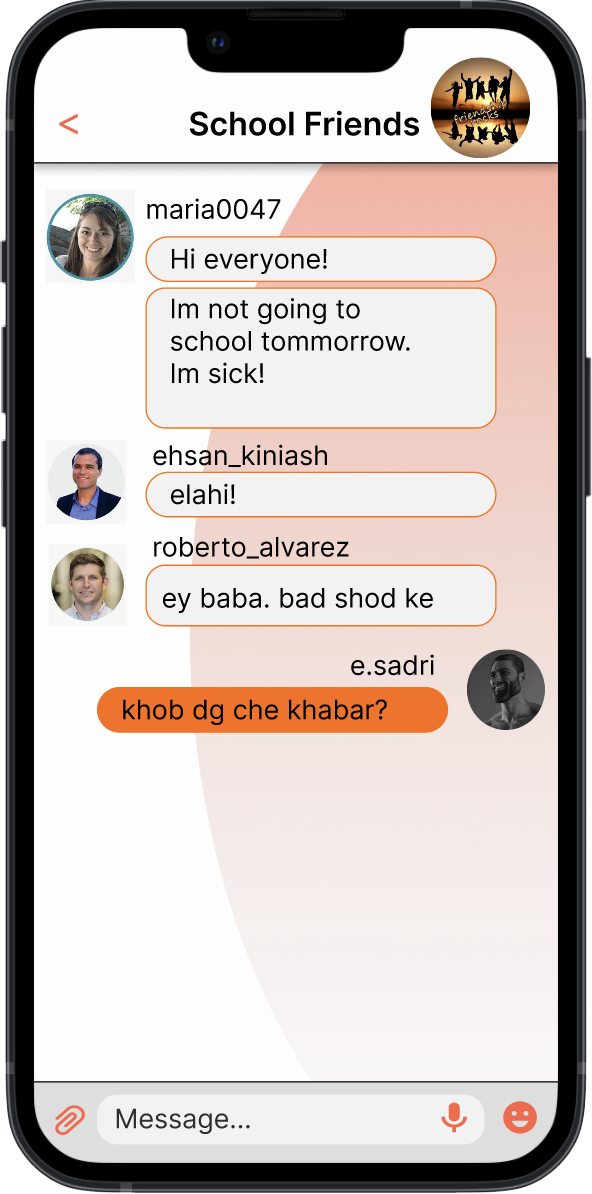 <
School Friends
friendship
rocks
maria0047
Hi everyone!
Im not going to
school tommorrow.
Im sick!
ehsan_kiniash
elahi!
roberto_alvarez
ey baba. bad shod ke
e.sadri
khob dg che khabar?
Message...